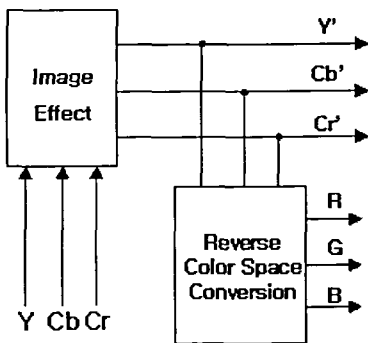 Y'
Image
Effect
Cb'
Cr'
R
Reverse
Color Space
Conversion
G
B
Y Cb Cr